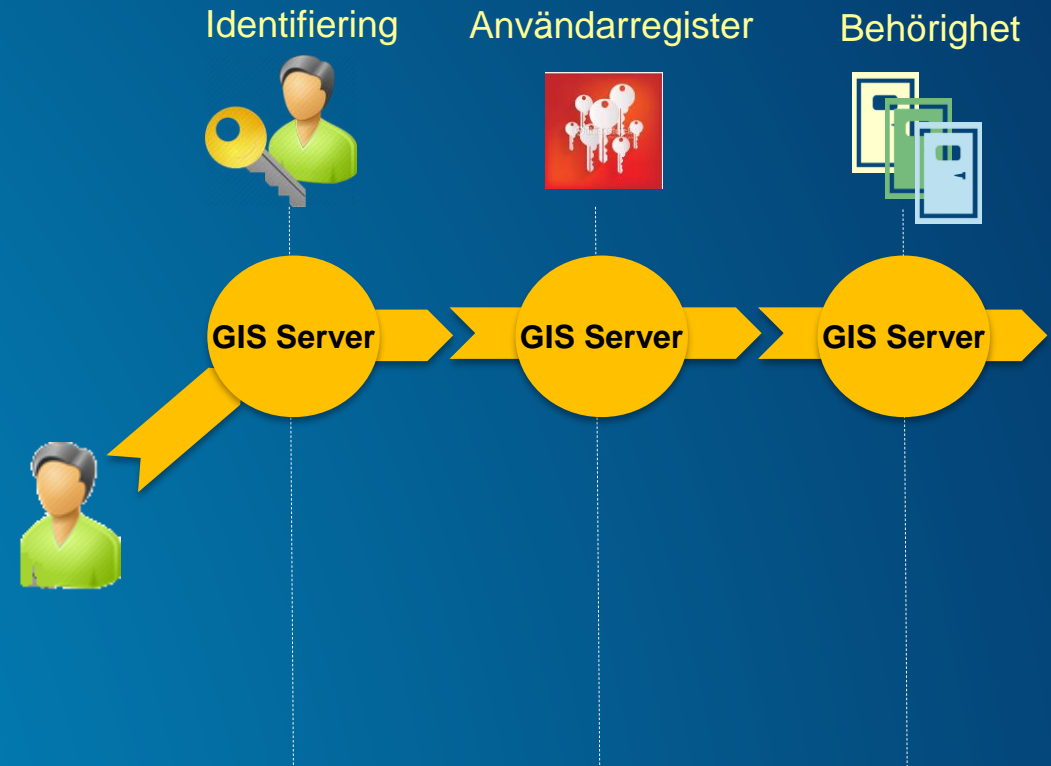 Identifiering
Användarregister
Behörighet
GIS Server
GIS Server
GIS Server